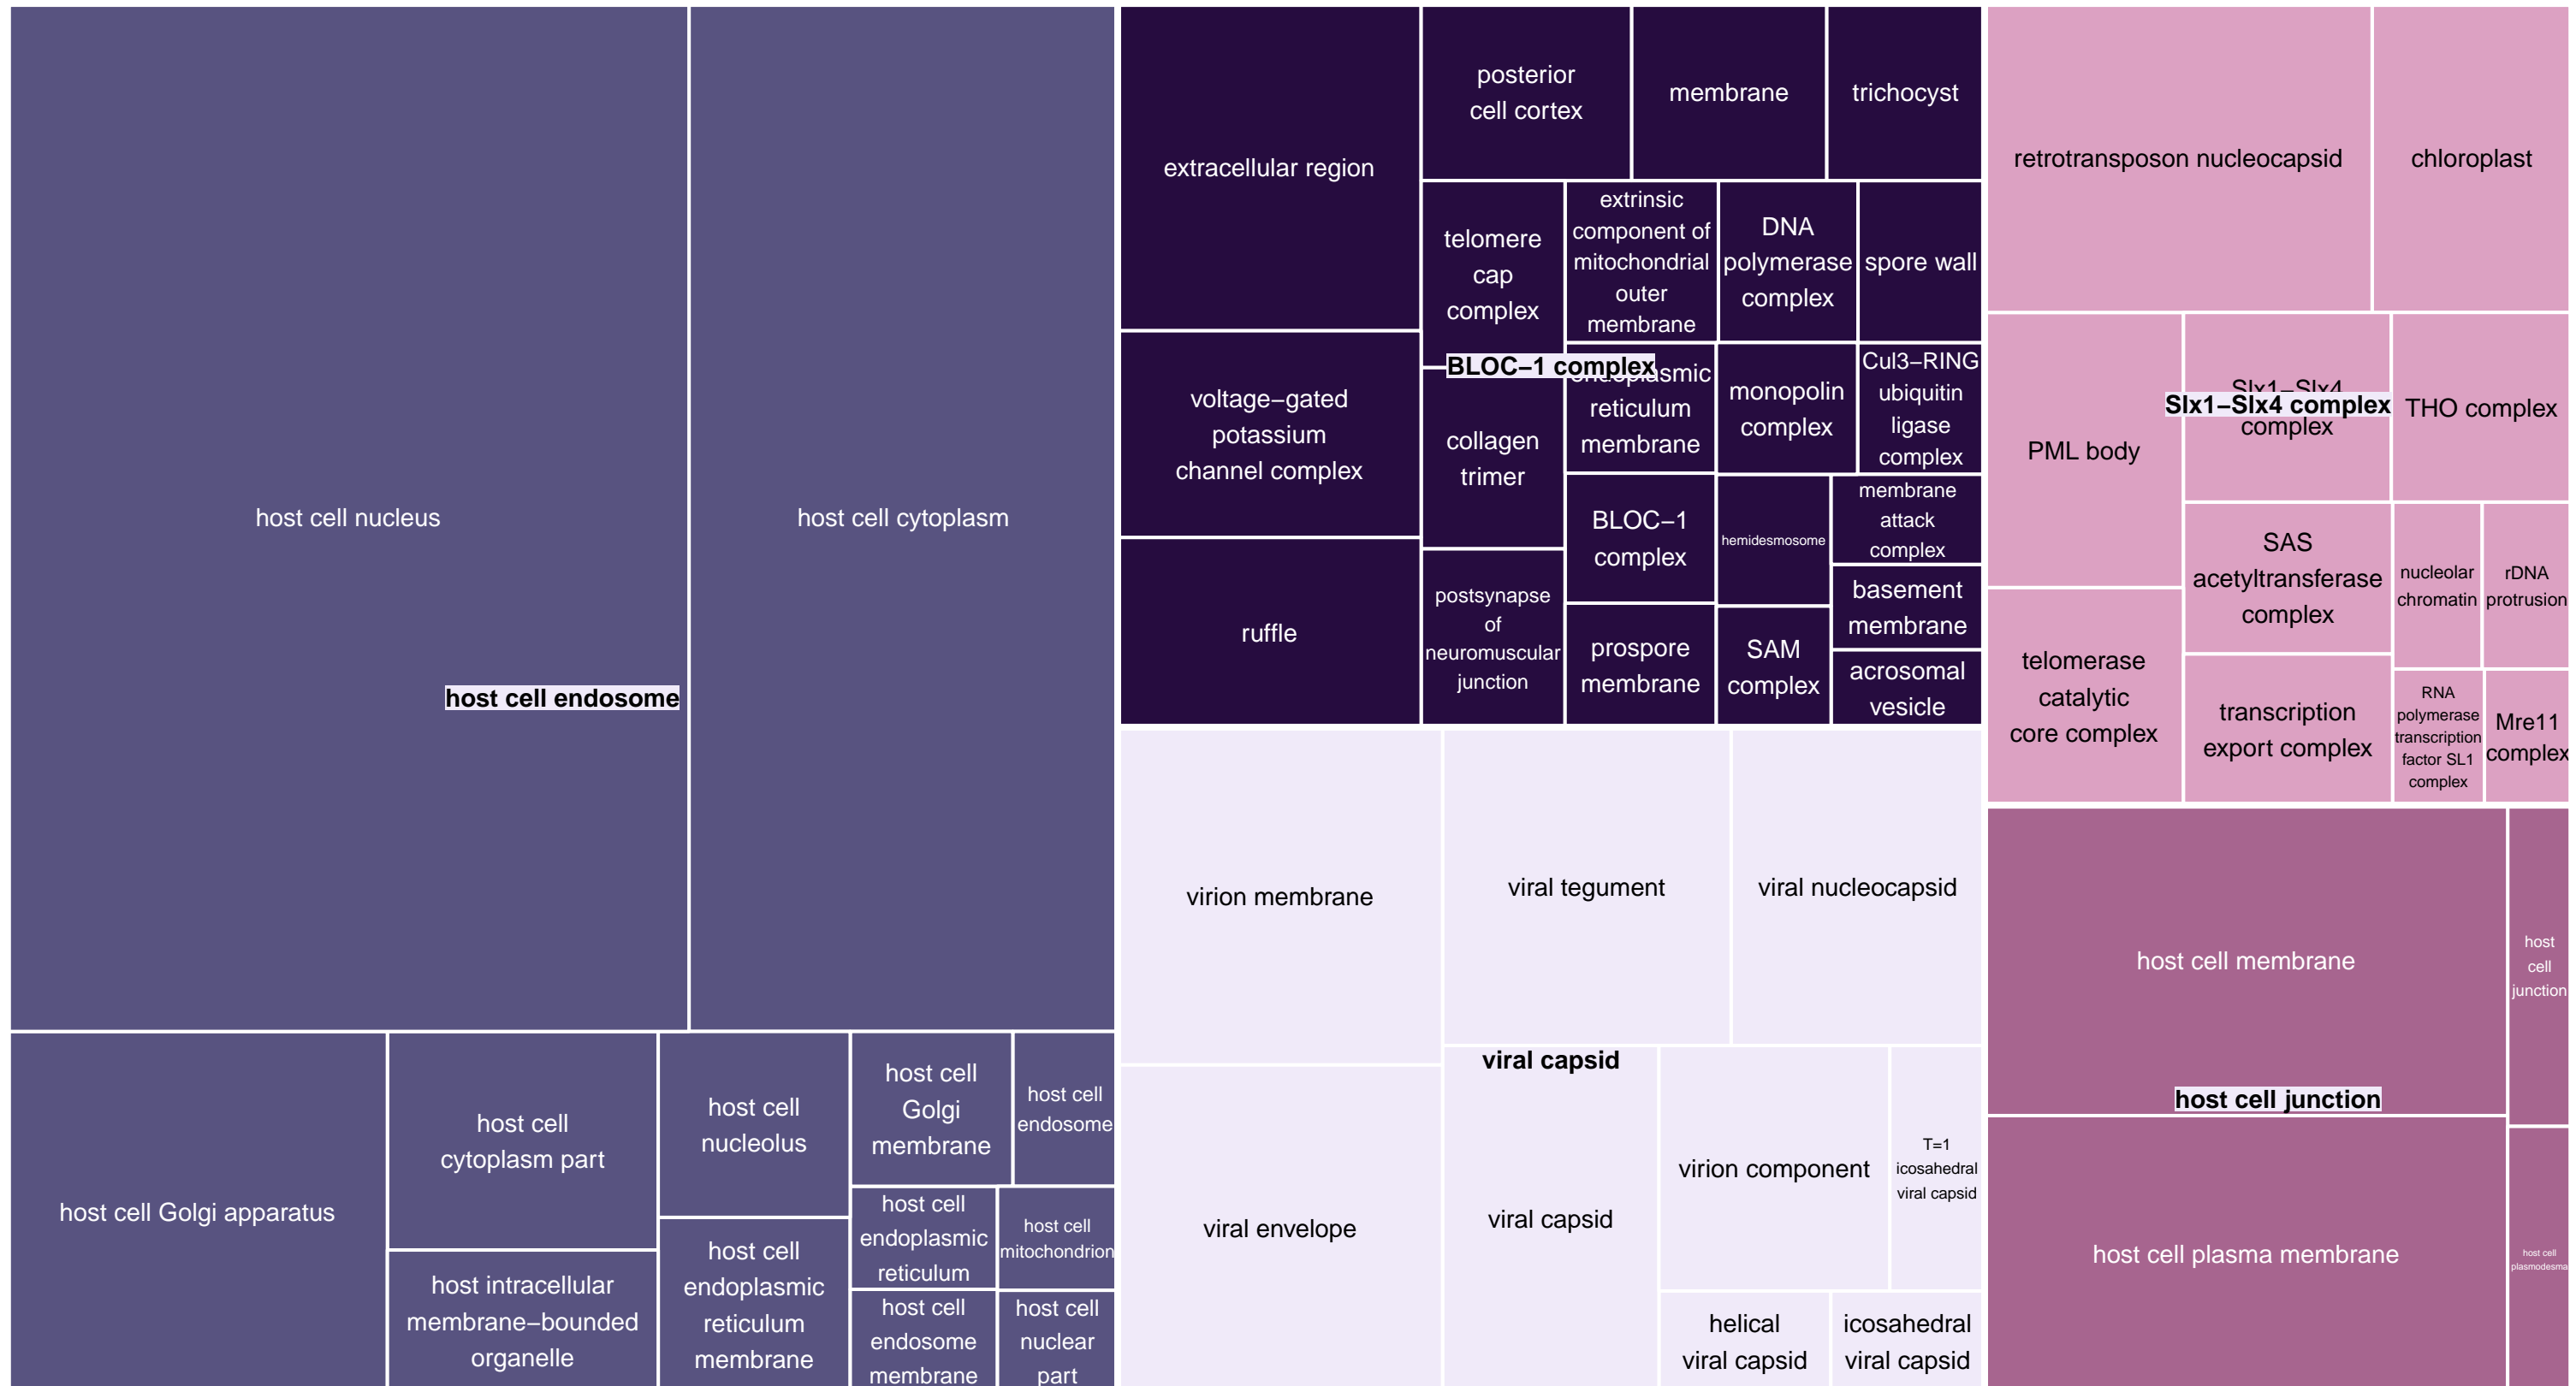 host cell nucleus
host cell cytoplasm
host cell endosome
host cell Golgi apparatus
host cell
cytoplasm part
host intracellular
membrane−bounded
organelle
host cell
nucleolus
host cell
endoplasmic
reticulum
membrane
host cell
Golgi
membrane
host cell
endosome
host cell
endoplasmic
reticulum
host cell
mitochondrion
host cell
endosome
membrane
host cell
nuclear
part
extracellular region
voltage−gated
potassium
channel complex
ruffle
posterior
cell cortex
membrane
trichocyst
telomere
cap
complex
extrinsic
component of
mitochondrial
outer
membrane
DNA
polymerase
complex
spore wall
BLOC−1 complex
collagen
trimer
endoplasmic
reticulum
membrane
monopolin
complex
Cul3−RING
ubiquitin
ligase
complex
postsynapse
of
neuromuscular
junction
BLOC−1
complex
hemidesmosome
membrane
attack
complex
basement
membrane
prospore
membrane
SAM
complex
acrosomal
vesicle
virion membrane
viral tegument
viral nucleocapsid
viral envelope
viral capsid
viral capsid
virion component
T=1
icosahedral
viral capsid
helical
viral capsid
icosahedral
viral capsid
retrotransposon nucleocapsid
chloroplast
PML body
Slx1−Slx4
complex
Slx1−Slx4 complex
THO complex
telomerase
catalytic
core complex
SAS
acetyltransferase
complex
nucleolar
chromatin
rDNA
protrusion
transcription
export complex
RNA
polymerase
transcription
factor SL1
complex
Mre11
complex
host cell membrane
host
cell
junction
host cell junction
host cell plasma membrane
host cell
plasmodesma